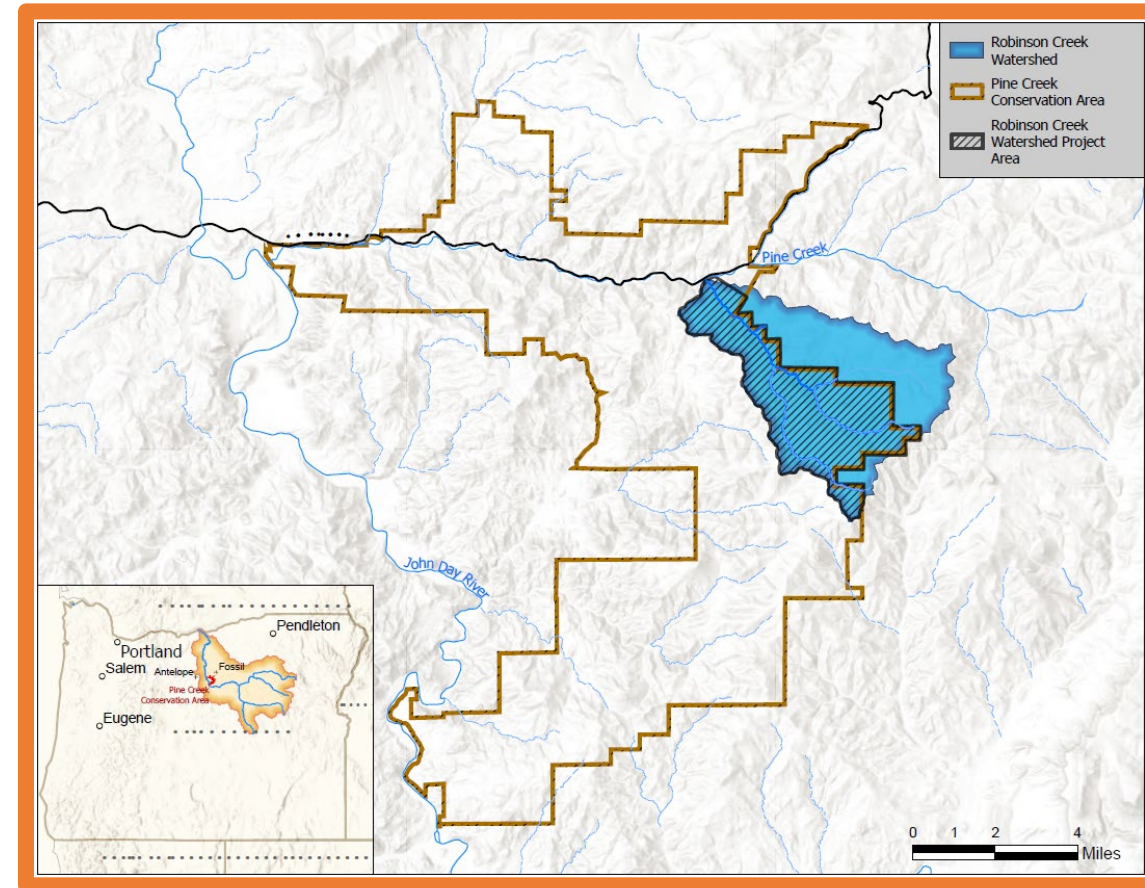 Robinson Creek
Watershed
Pine Creek
Conservation Area
Robinson Creek
Watershed Project
Area
Pine Creek
John Day River
Pendleton
Portland
Salem
Fossil
Antelope
Pine Creek
Conservation Area
Eugene
0 1 2 4
Miles